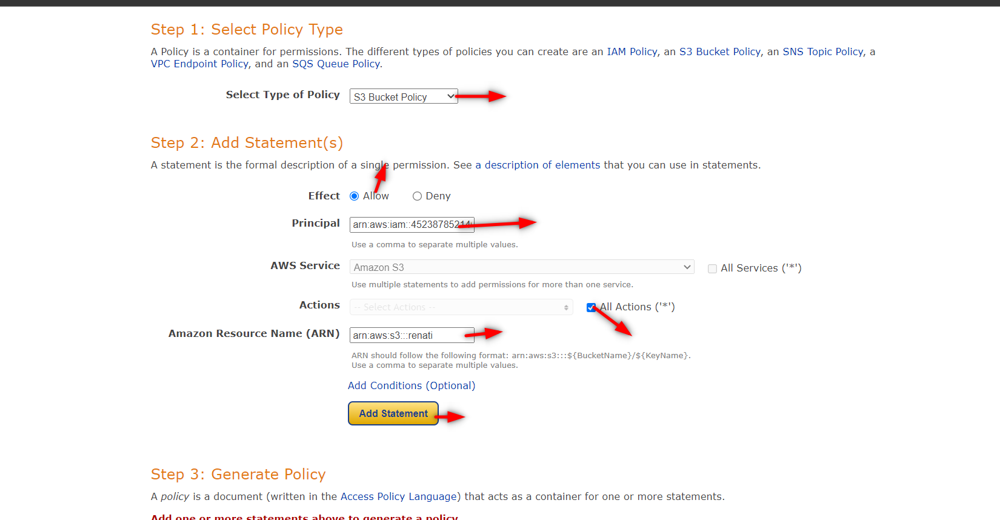 Step 1: Select Policy Type
A Policy is a container for permissions. The different types of policies you can create are an IAM Policy, an S3 Bucket Policy, an SNS Topic Policy, a
VPC Endpoint Policy, and an SQS Queue Policy.
Select Type of Policy S3 Bucket Policy
Step 2: Add Statement(s)
A statement is the formal description of a single permission. See a description of elements that you can use in statements.
Effect Allow Deny
Principal arn:aws:iam::4523878521
Use a comma to separate multiple values.
AWS Service Amazon S3 All Services ('*')
Use multiple statements to add permissions for more than one service.
Actions -- Select Actions -- All Actions ('*')
Amazon Resource Name (ARN) arn:aws:s3:::renati
ARN should follow the following format: arn:aws:s3:::${BucketName}/${KeyName}.
Use a comma to separate multiple values.
Add Conditions (Optional)
Add Statement
Step 3: Generate Policy
A policy is a document (written in the Access Policy Language) that acts as a container for one or more statements.
Add one or more statements above to generate a policy.